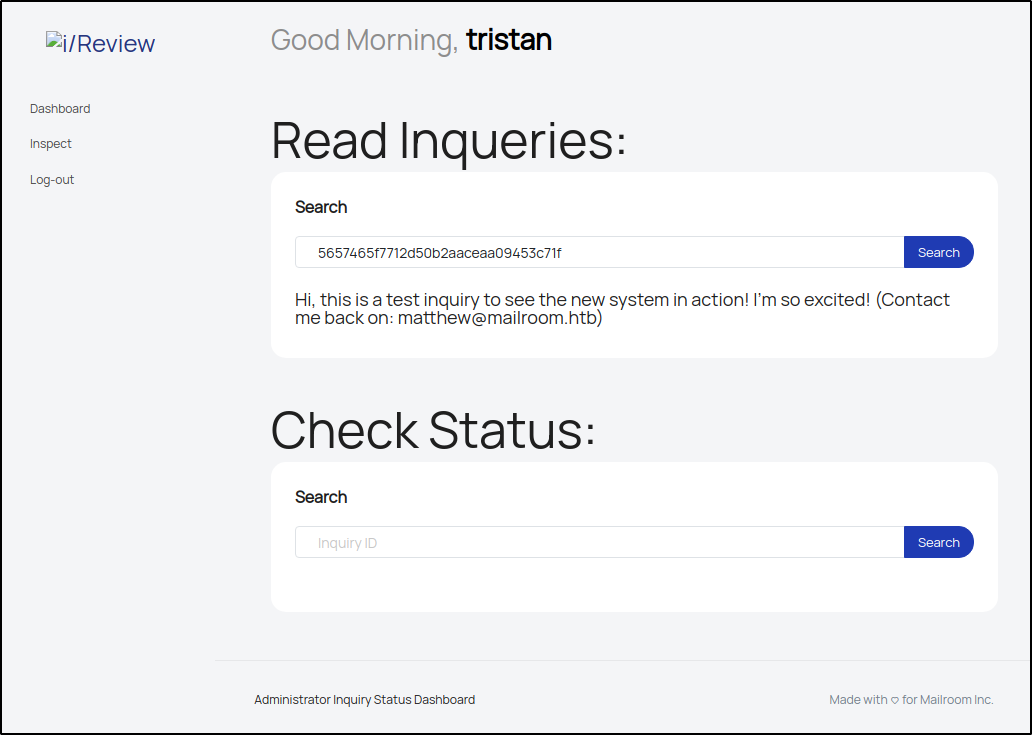 i/Review
Good Morning, tristan
Dashboard
Inspect
Log-out
Read Inqueries:
Search
5657465f7712d50b2aaceaa09453c71f
Search
Hi, this is a test inquiry to see the new system in action! I'm so excited! (Contact
me back on: matthew@mailroom.htb)
Check Status:
Search
Inquiry ID
Search
Administrator Inquiry Status Dashboard
Made with ♡ for Mailroom Inc.